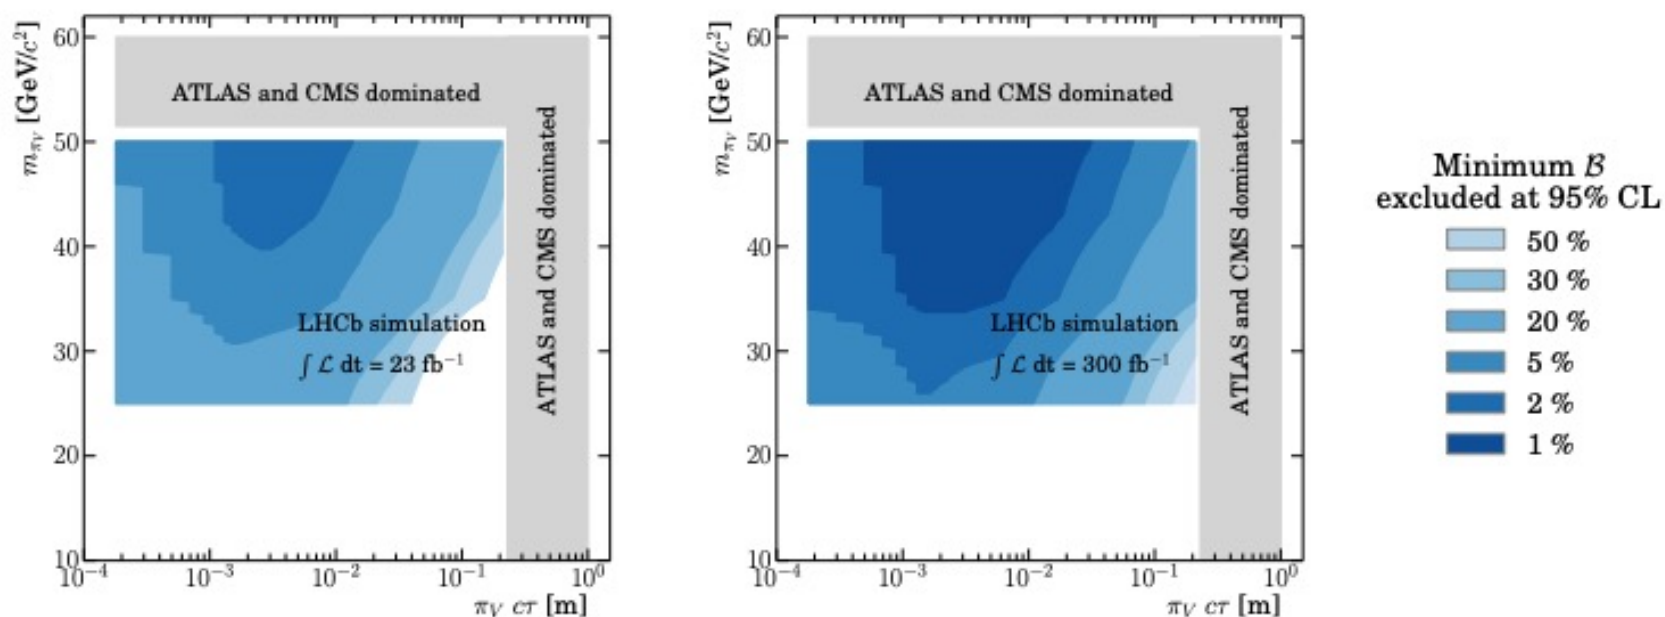 m_{π_V} [GeV/c²]
60
50
40
30
20
10
ATLAS and CMS dominated
ATLAS and CMS dominated
LHCb simulation
∫ ℒ dt = 23 fb⁻¹
10⁻⁴
10⁻³
10⁻²
10⁻¹
10⁰
π_V cτ [m]
m_{π_V} [GeV/c²]
60
50
40
30
20
10
ATLAS and CMS dominated
ATLAS and CMS dominated
LHCb simulation
∫ ℒ dt = 300 fb⁻¹
10⁻⁴
10⁻³
10⁻²
10⁻¹
10⁰
π_V cτ [m]
Minimum ℬ
excluded at 95% CL
50 %
30 %
20 %
5 %
2 %
1 %